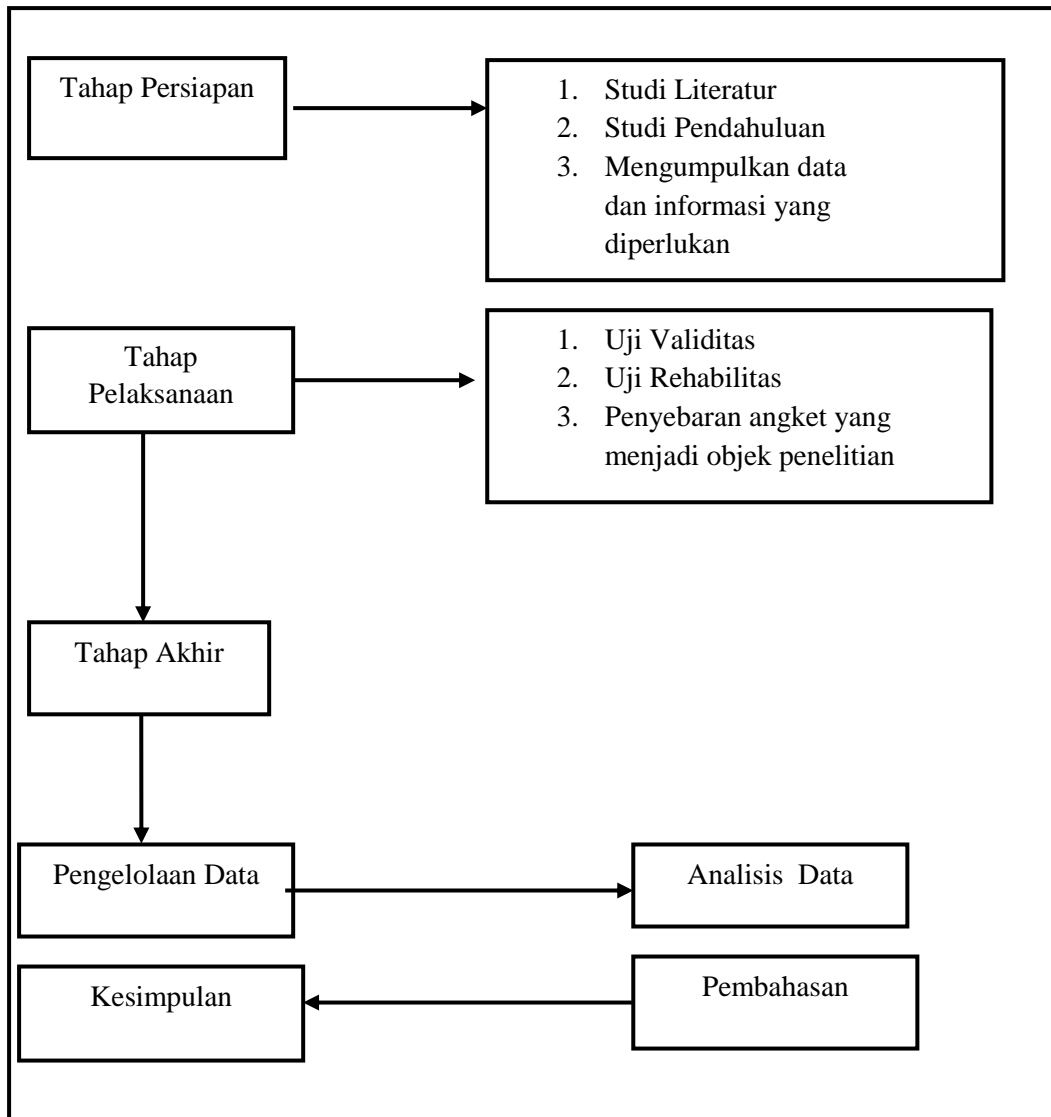 Tahap Persiapan
1. Studi Literatur
2. Studi Pendahuluan
3. Mengumpulkan data
dan informasi yang
diperlukan
Tahap
Pelaksanaan
1. Uji Validitas
2. Uji Rehabilitas
3. Penyebaran angket yang
menjadi objek penelitian
Tahap Akhir
Pengelolaan Data
Analisis Data
Kesimpulan
Pembahasan